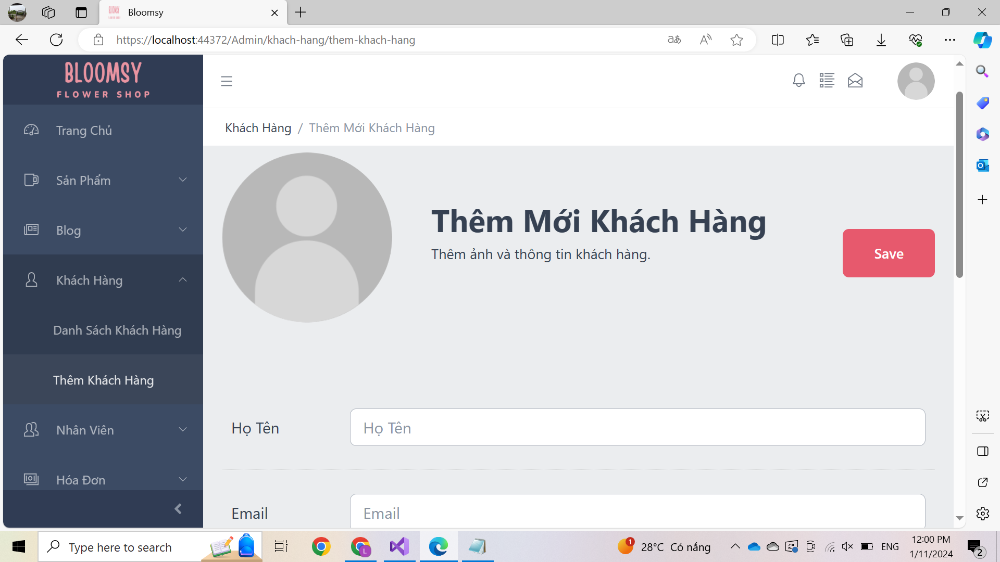 Bloomsy
https://localhost:44372/Admin/khach-hang/them-khach-hang
BLOOMSY
FLOWER SHOP
Trang Chủ
Sản Phẩm
Blog
Khách Hàng
Danh Sách Khách Hàng
Thêm Khách Hàng
Nhân Viên
Hóa Đơn
Khách Hàng / Thêm Mới Khách Hàng
Thêm Mới Khách Hàng
Thêm ảnh và thông tin khách hàng.
Save
Họ Tên
Họ Tên
Email
Email
Type here to search
L
1
28°C Có nắng
ENG
12:00 PM
1/11/2024
2